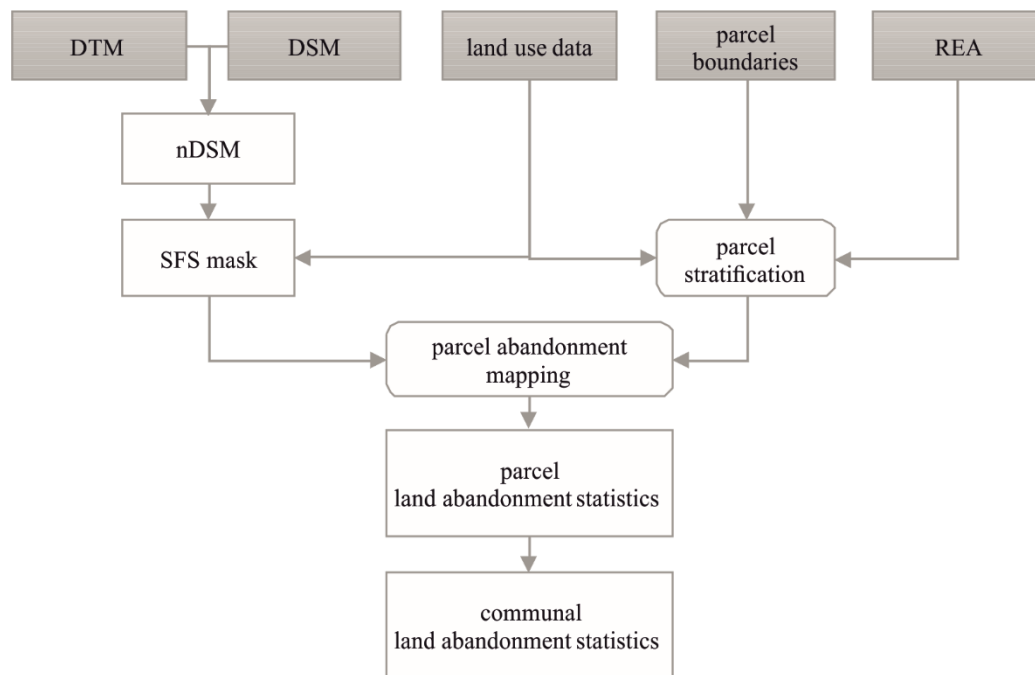 DTM
DSM
land use data
parcel
boundaries
REA
nDSM
SFS mask
parcel
stratification
parcel abandonment
mapping
parcel
land abandonment statistics
communal
land abandonment statistics